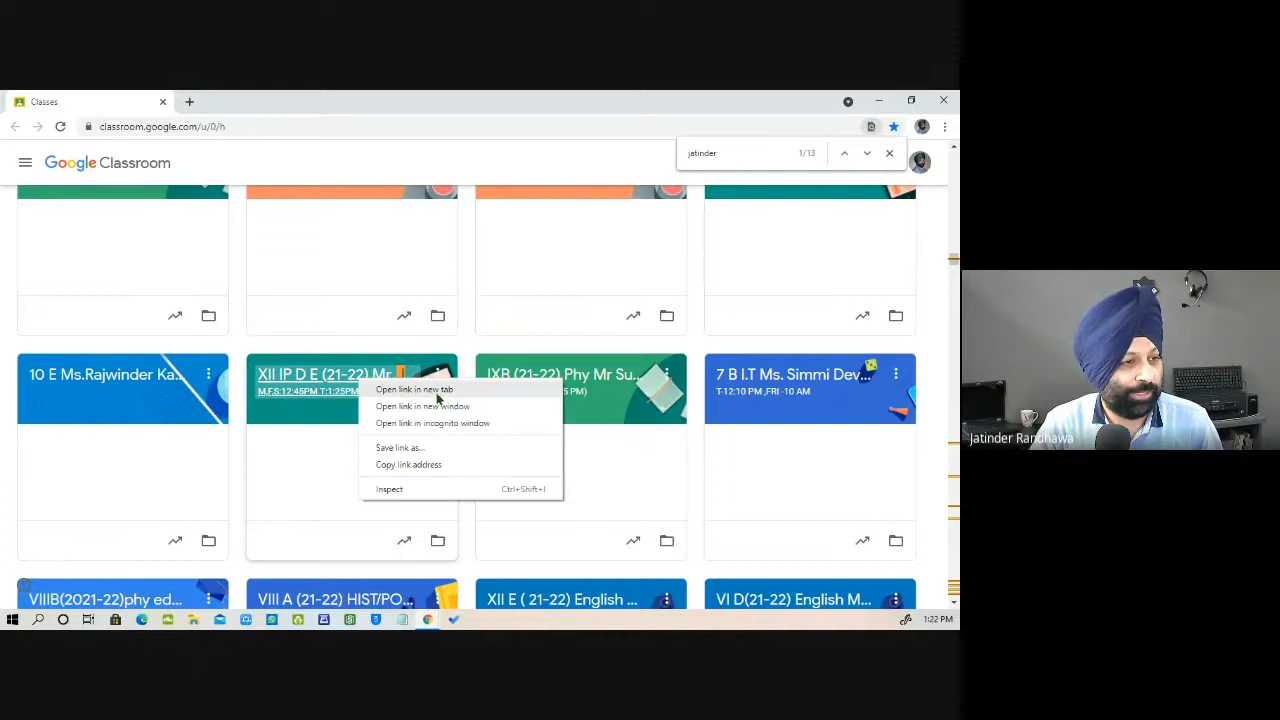 Classes
classroom.google.com/u/0/h
jatinder
1/13
Google Classroom
10 E Ms.Rajwinder Ka...
XII IP D E (21-22) Mr
M,F,S:12:45PM T:1:25PM
IXB (21-22) Phy Mr Su...
5 PM)
7 B I.T Ms. Simmi Dev...
T-12:10 PM ,FRI -10 AM
Open link in new tab
Open link in new window
Open link in incognito window
Save link as...
Copy link address
Inspect
Ctrl+Shift+I
VIIIB(2021-22)phy ed...
VIII A (21-22) HIST/PO...
XII E ( 21-22) English ...
VI D(21-22) English M...
1:22 PM
Jatinder Randhawa